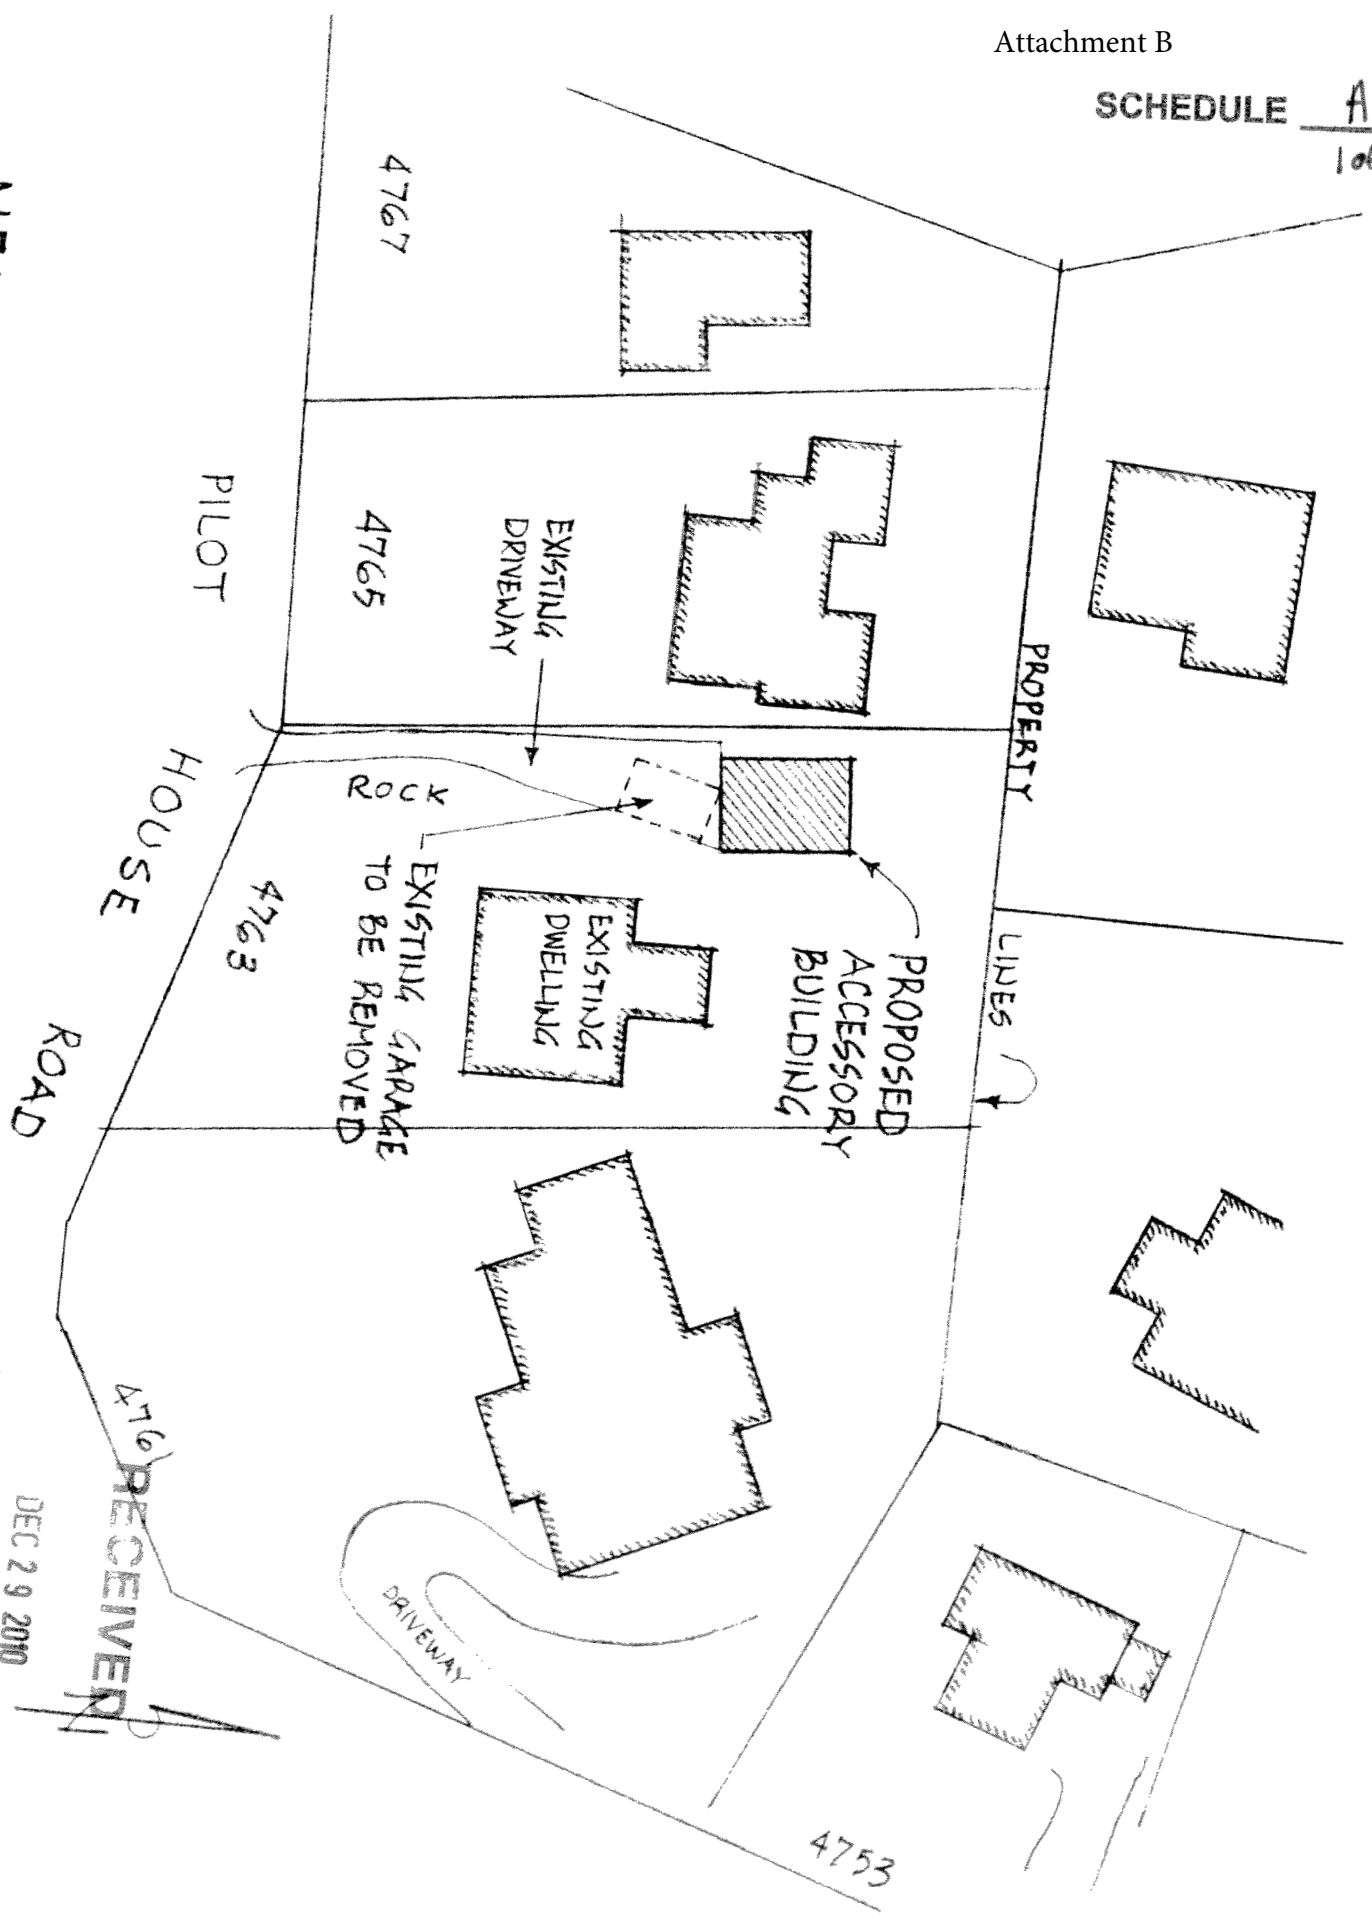 Attachment B
SCHEDULE A
4767
PILOT
4765
EXISTING
DRIVEWAY
PROPERTY
HOUSE
ROCK
4763
EXISTING GARAGE
TO BE REMOVED
EXISTING
DWELLING
PROPOSED
ACCESSORY
BUILDING
LINES
ROAD
4761
RECEIVED
DEC 29 2010
DRIVEWAY
4753